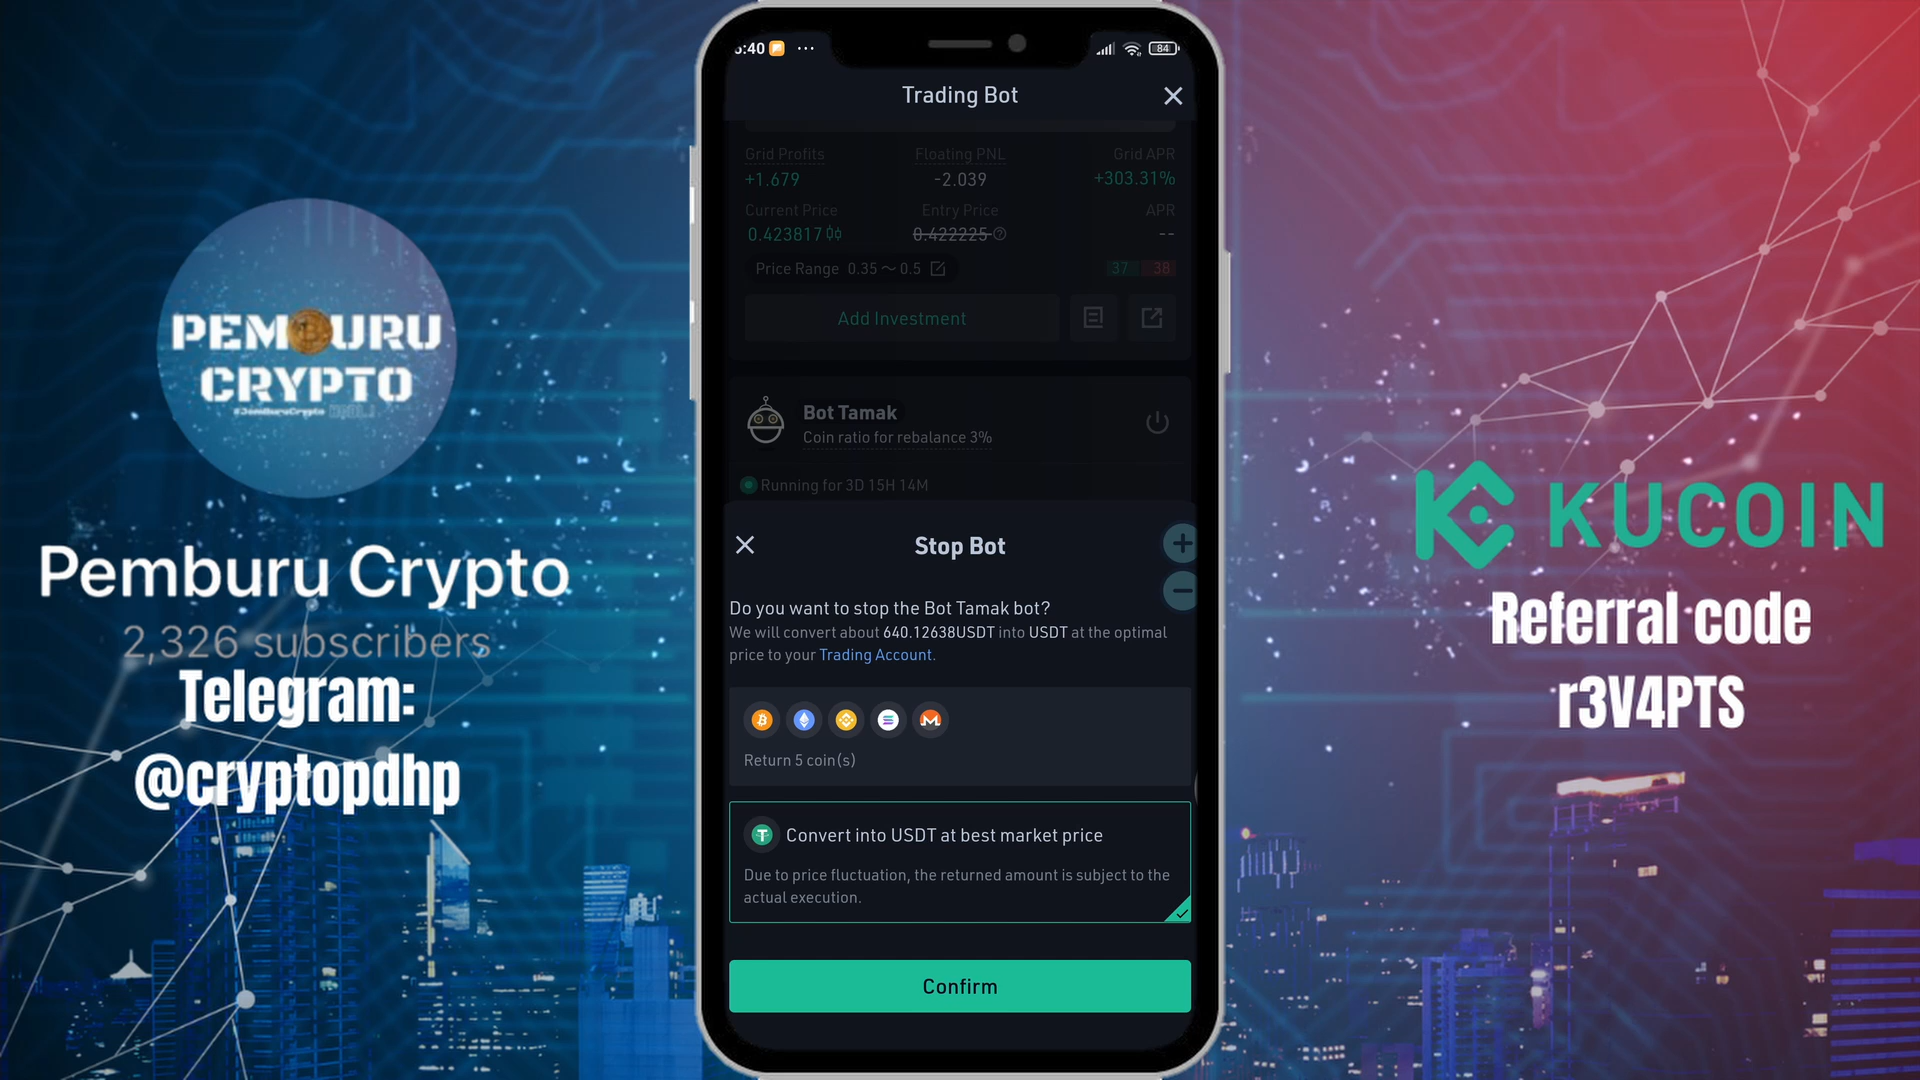 PEMBURU
CRYPTO
Pemburu Crypto
2,326 subscribers
Telegram:
@cryptopdhp
:40
84
Trading Bot
Grid Profits Floating PNL Grid APR
+1.679 -2.039 +303.31%
Current Price Entry Price APR
0.423817 0.422225 --
Price Range 0.35 ~ 0.5 37 38
Add Investment
Bot Tamak
Coin ratio for rebalance 3%
Running for 3D 15H 14M
Stop Bot
Do you want to stop the Bot Tamak bot?
We will convert about 640.12638USDT into USDT at the optimal
price to your Trading Account.
Return 5 coin(s)
Convert into USDT at best market price
Due to price fluctuation, the returned amount is subject to the
actual execution.
Confirm
KUCOIN
Referral code
r3V4PTS